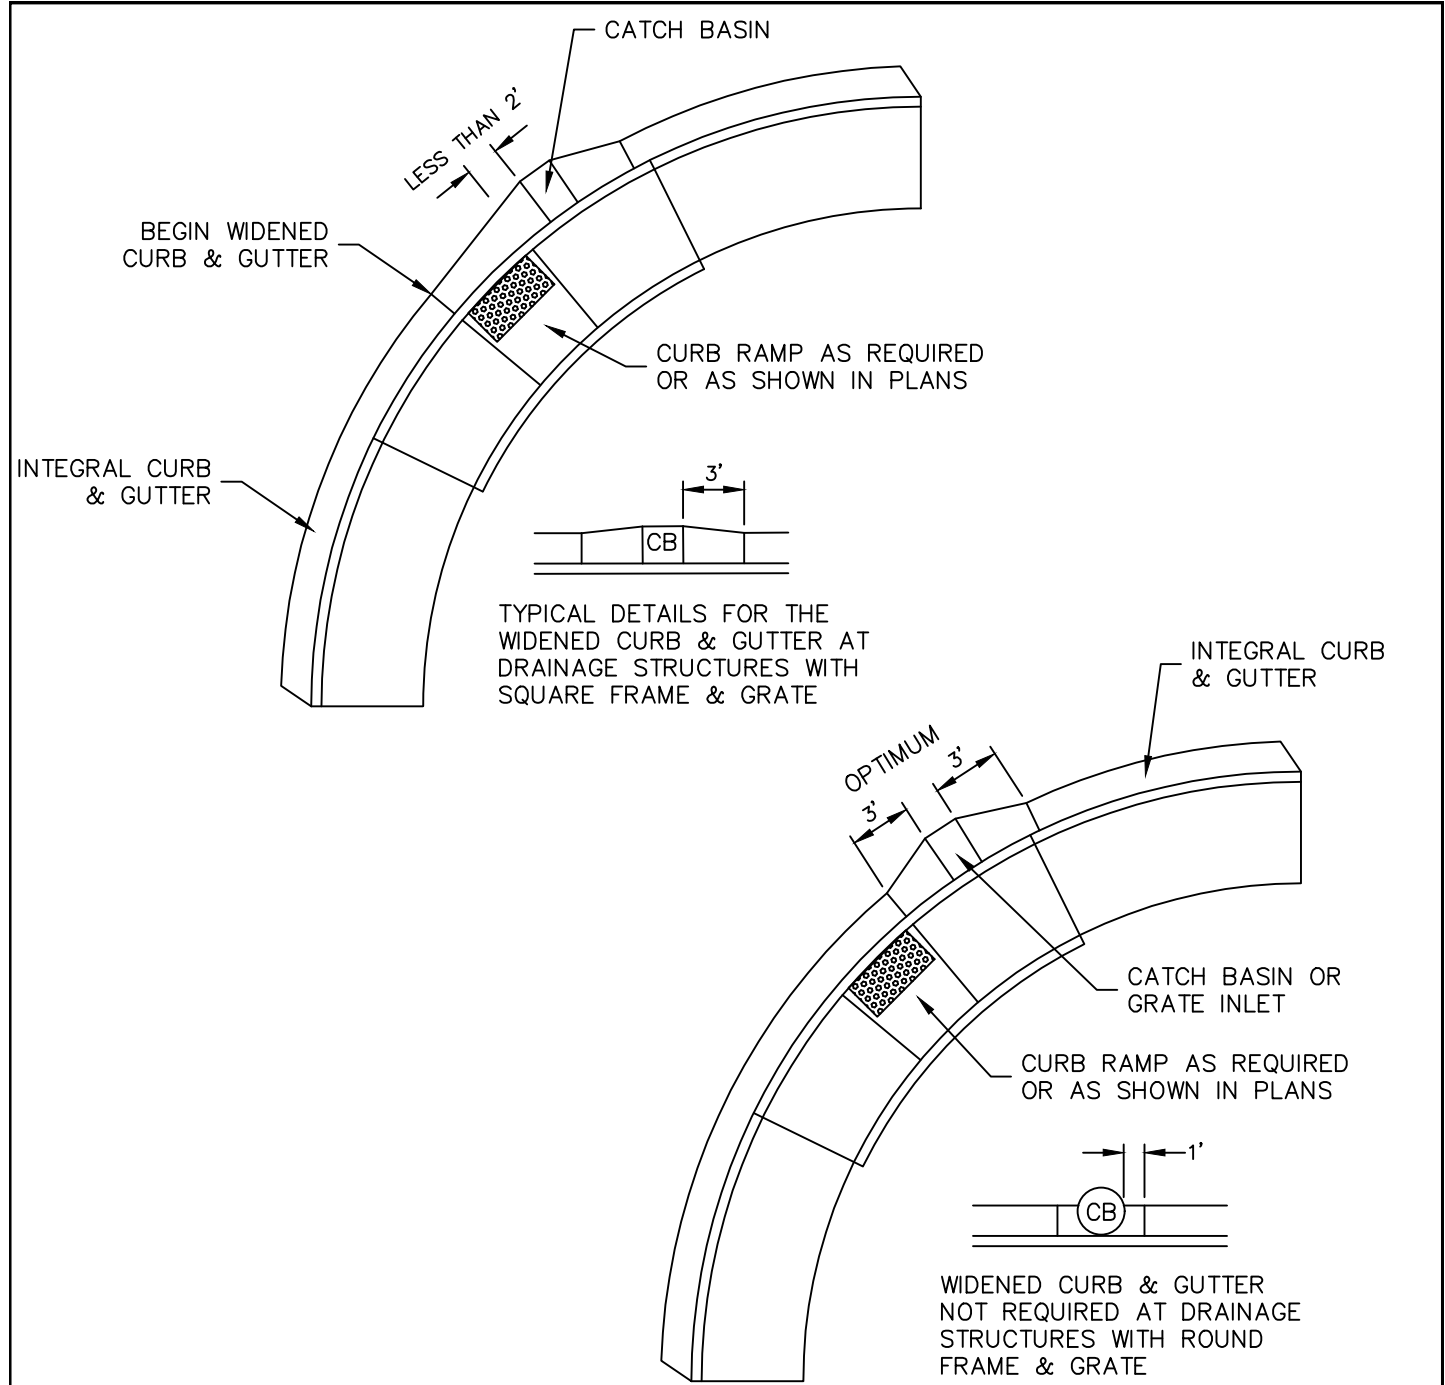 CATCH BASIN
LESS THAN 2'
BEGIN WIDENED
CURB & GUTTER
CURB RAMP AS REQUIRED
OR AS SHOWN IN PLANS
INTEGRAL CURB
& GUTTER
3'
CB
TYPICAL DETAILS FOR THE
WIDENED CURB & GUTTER AT
DRAINAGE STRUCTURES WITH
SQUARE FRAME & GRATE
INTEGRAL CURB
& GUTTER
OPTIMUM
3'
3'
CATCH BASIN OR
GRATE INLET
CURB RAMP AS REQUIRED
OR AS SHOWN IN PLANS
1'
CB
WIDENED CURB & GUTTER
NOT REQUIRED AT DRAINAGE
STRUCTURES WITH ROUND
FRAME & GRATE